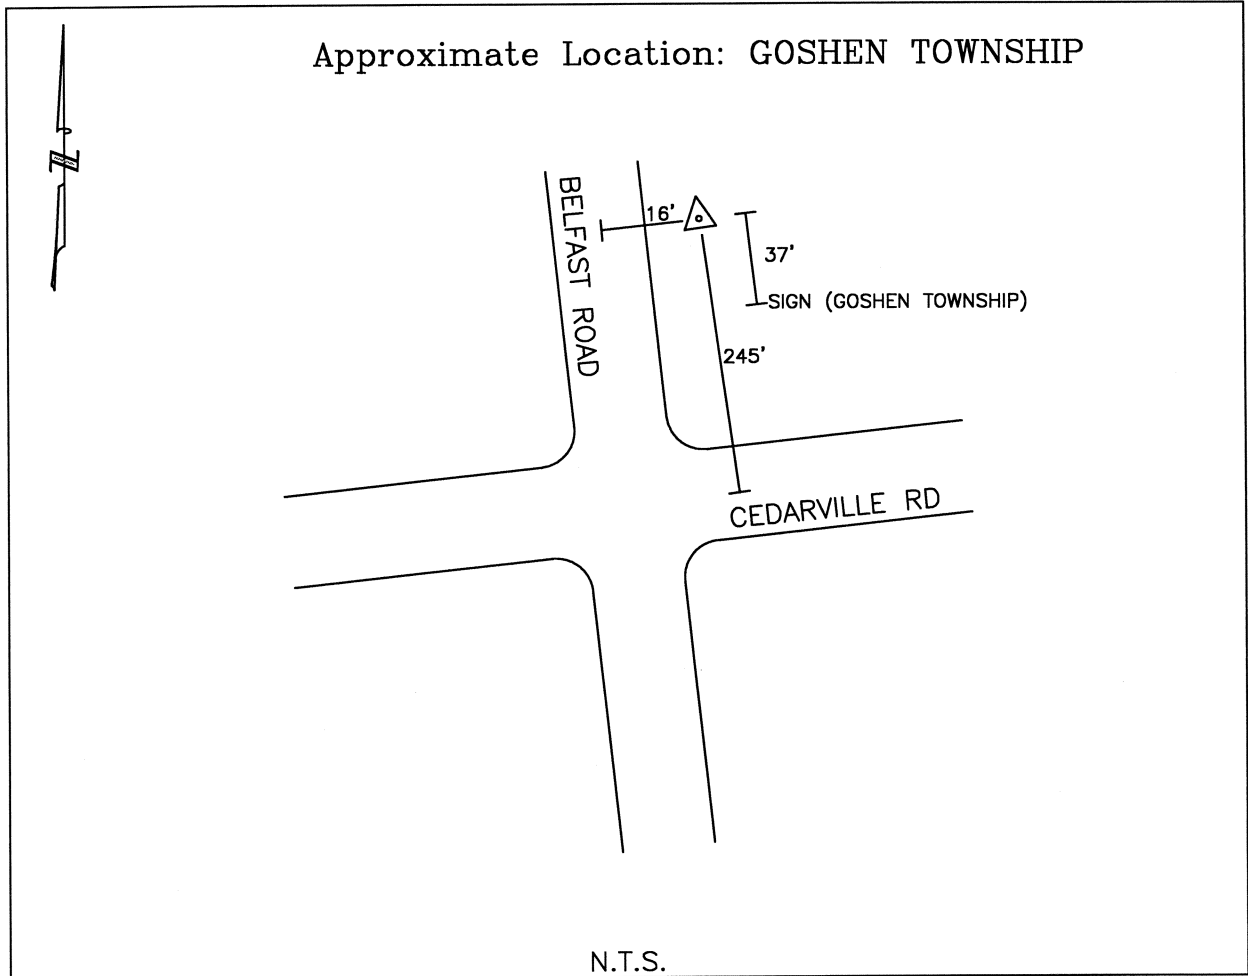 Approximate Location: GOSHEN TOWNSHIP
N
BELFAST ROAD
16'
37'
SIGN (GOSHEN TOWNSHIP)
245'
CEDARVILLE RD
N.T.S.